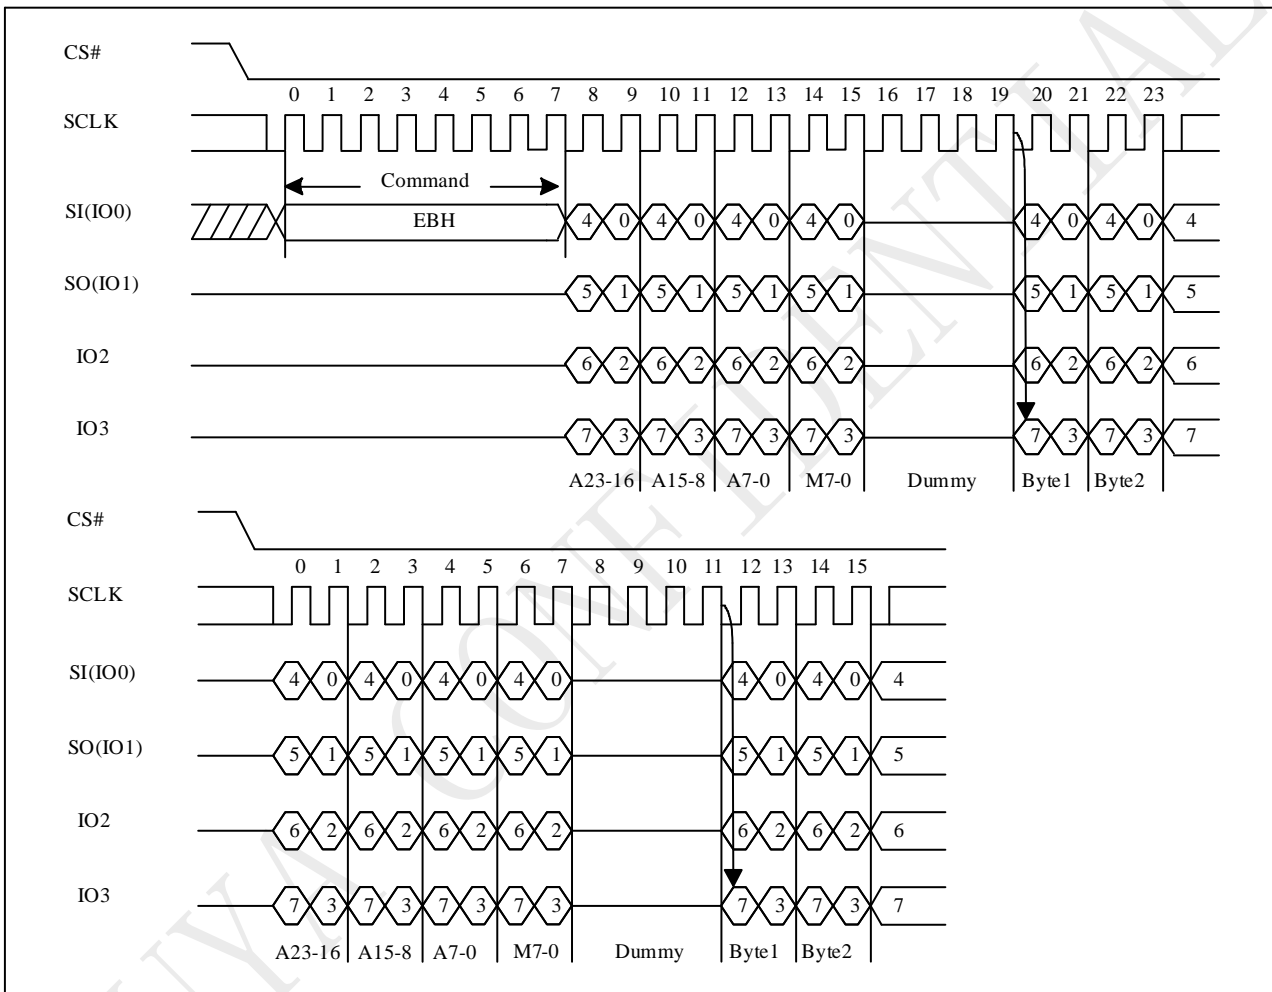 CS#
0 1 2 3 4 5 6 7 8 9 10 11 12 13 14 15 16 17 18 19 20 21 22 23
SCLK
Command
SI(IO0) EBH 4 0 4 0 4 0 4 0 4 0 4 0 4
SO(IO1) 5 1 5 1 5 1 5 1 5 1 5 1 5
IO2 6 2 6 2 6 2 6 2 6 2 6 2 6
IO3 7 3 7 3 7 3 7 3 7 3 7 3 7
A23-16 A15-8 A7-0 M7-0 Dummy Byte1 Byte2
CS#
0 1 2 3 4 5 6 7 8 9 10 11 12 13 14 15
SCLK
SI(IO0) 4 0 4 0 4 0 4 0 4 0 4 0 4
SO(IO1) 5 1 5 1 5 1 5 1 5 1 5 1 5
IO2 6 2 6 2 6 2 6 2 6 2 6 2 6
IO3 7 3 7 3 7 3 7 3 7 3 7 3 7
A23-16 A15-8 A7-0 M7-0 Dummy Byte1 Byte2
UYA CONFIDENTIAL